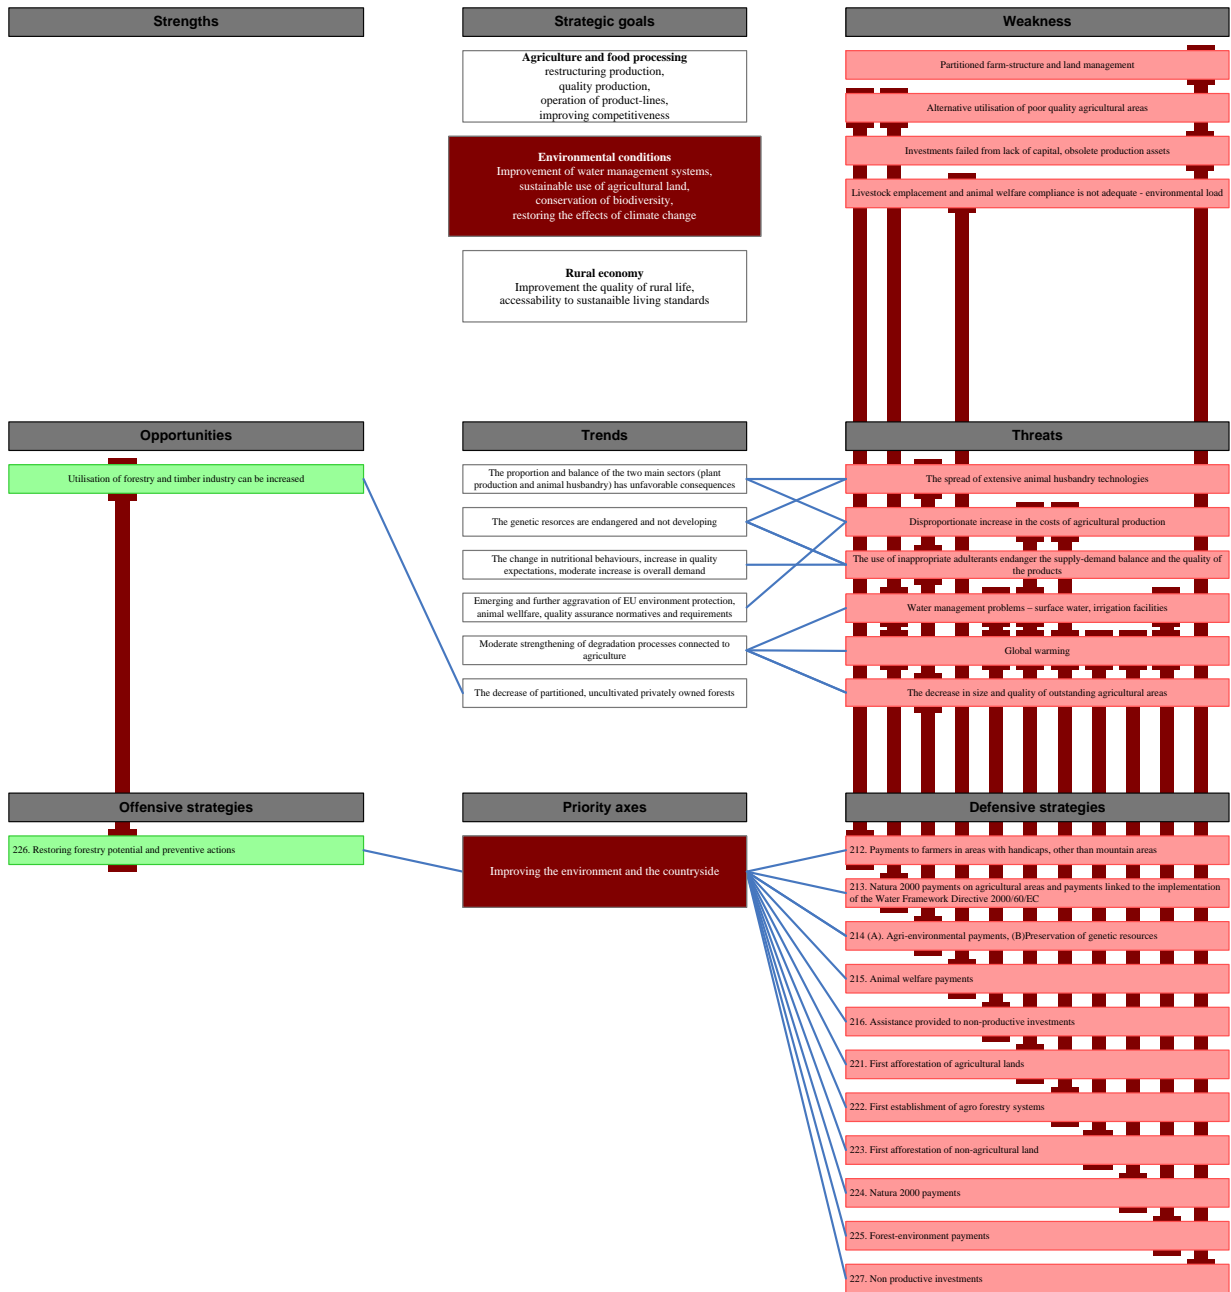 Strengths
Strategic goals
Weakness
Agriculture and food processing
restructuring production,
quality production,
operation of product-lines,
improving competitiveness
Environmental conditions
Improvement of water management systems,
sustainable use of agricultural land,
conservation of biodiversity,
restoring the effects of climate change
Rural economy
Improvement the quality of rural life,
accessability to sustanaible living standards
Partitioned farm-structure and land management
Alternative utilisation of poor quality agricultural areas
Investments failed from lack of capital, obsolete production assets
Livestock emplacement and animal welfare compliance is not adequate - environmental load
Opportunities
Trends
Threats
Utilisation of forestry and timber industry can be increased
The proportion and balance of the two main sectors (plant
production and animal husbandry) has unfavorable consequences
The genetic resorces are endangered and not developing
The change in nutritional behaviours, increase in quality
expectations, moderate increase is overall demand
Emerging and further aggravation of EU environment protection,
animal wellfare, quality assurance normatives and requirements
Moderate strengthening of degradation processes connected to
agriculture
The decrease of partitioned, uncultivated privately owned forests
The spread of extensive animal husbandry technologies
Disproportionate increase in the costs of agricultural production
The use of inappropriate adulterants endanger the supply-demand balance and the quality of
the products
Water management problems – surface water, irrigation facilities
Global warming
The decrease in size and quality of outstanding agricultural areas
Offensive strategies
Priority axes
Defensive strategies
226. Restoring forestry potential and preventive actions
Improving the environment and the countryside
212. Payments to farmers in areas with handicaps, other than mountain areas
213. Natura 2000 payments on agricultural areas and payments linked to the implementation
of the Water Framework Directive 2000/60/EC
214 (A). Agri-environmental payments, (B)Preservation of genetic resources
215. Animal welfare payments
216. Assistance provided to non-productive investments
221. First afforestation of agricultural lands
222. First establishment of agro forestry systems
223. First afforestation of non-agricultural land
224. Natura 2000 payments
225. Forest-environment payments
227. Non productive investments